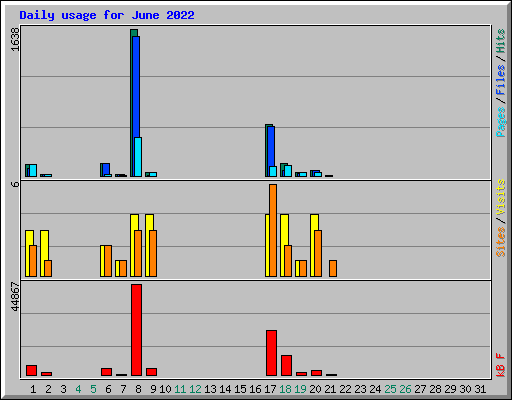 Daily usage for June 2022
1638
Pages/Files/Hits
6
Sites/Visits
44867
kB F
1 2 3 4 5 6 7 8 9 10 11 12 13 14 15 16 17 18 19 20 21 22 23 24 25 26 27 28 29 30 31